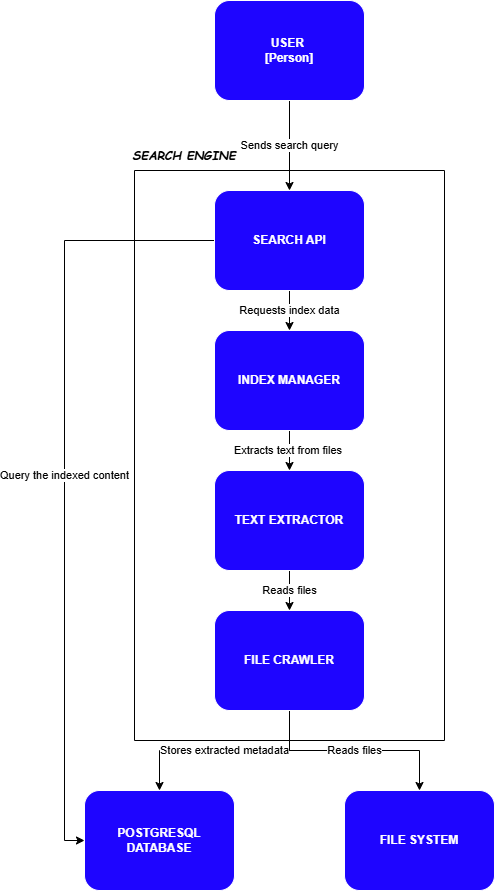 USER
[Person]
Sends search query
SEARCH ENGINE
SEARCH API
Requests index data
INDEX MANAGER
Extracts text from files
Query the indexed content
TEXT EXTRACTOR
Reads files
FILE CRAWLER
Stores extracted metadata
Reads files
POSTGRESQL
DATABASE
FILE SYSTEM